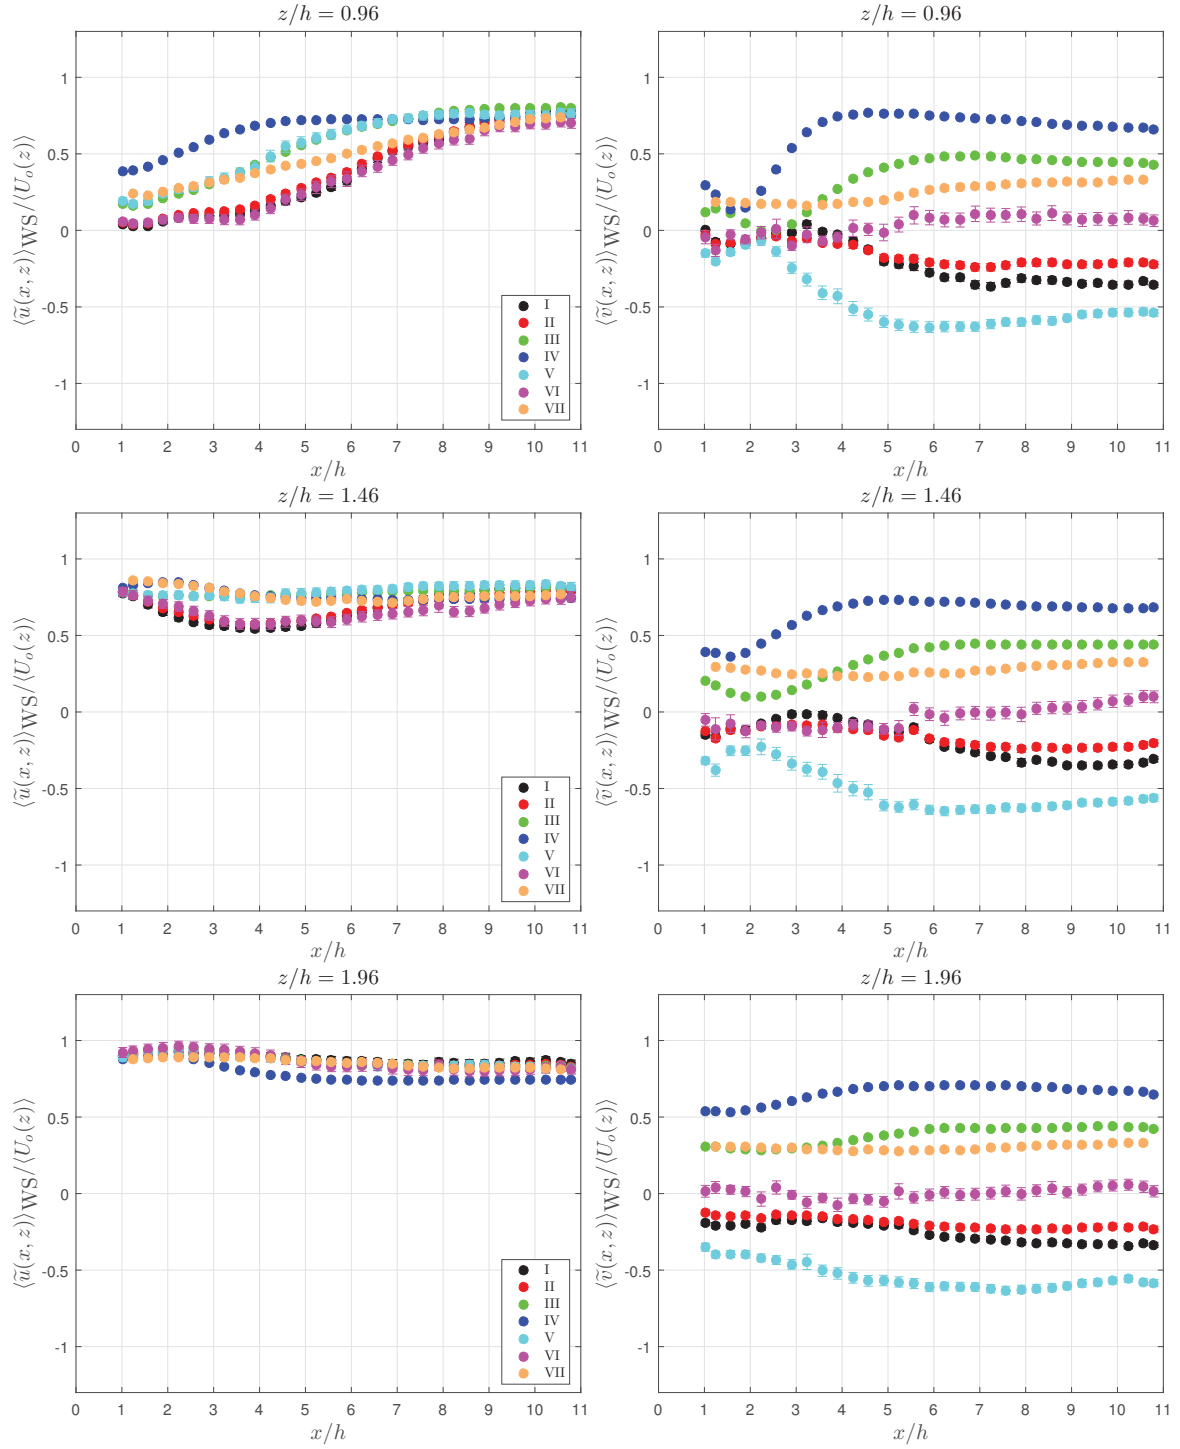 z/h = 0.96
⟨ũ(x, z)⟩WS/⟨Uo(z)⟩
1
0.5
0
-0.5
-1
I
II
III
IV
V
VI
VII
0 1 2 3 4 5 6 7 8 9 10 11
x/h
z/h = 0.96
⟨ṽ(x, z)⟩WS/⟨Uo(z)⟩
1
0.5
0
-0.5
-1
0 1 2 3 4 5 6 7 8 9 10 11
x/h
z/h = 1.46
⟨ũ(x, z)⟩WS/⟨Uo(z)⟩
1
0.5
0
-0.5
-1
I
II
III
IV
V
VI
VII
0 1 2 3 4 5 6 7 8 9 10 11
x/h
z/h = 1.46
⟨ṽ(x, z)⟩WS/⟨Uo(z)⟩
1
0.5
0
-0.5
-1
0 1 2 3 4 5 6 7 8 9 10 11
x/h
z/h = 1.96
⟨ũ(x, z)⟩WS/⟨Uo(z)⟩
1
0.5
0
-0.5
-1
I
II
III
IV
V
VI
VII
0 1 2 3 4 5 6 7 8 9 10 11
x/h
z/h = 1.96
⟨ṽ(x, z)⟩WS/⟨Uo(z)⟩
1
0.5
0
-0.5
-1
0 1 2 3 4 5 6 7 8 9 10 11
x/h